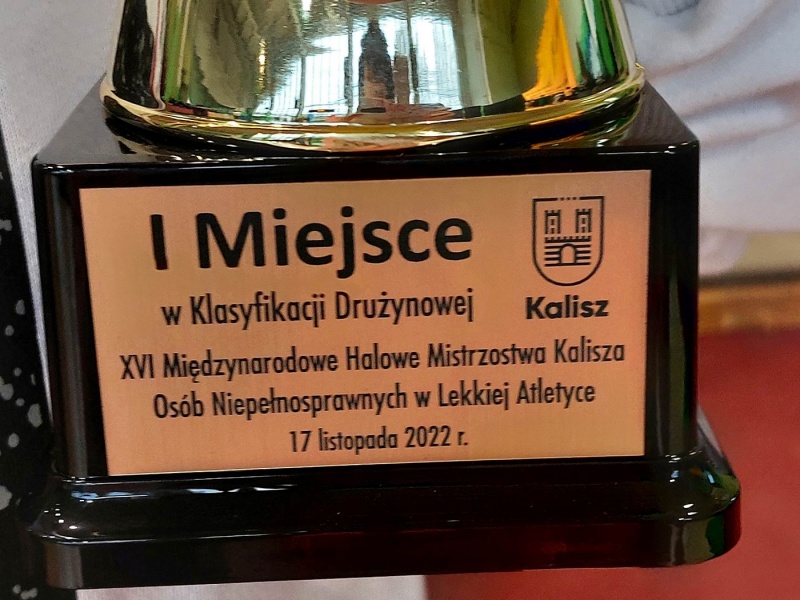 I Miejsce
w Klasyfikacji Drużynowej
Kalisz
XVI Międzynarodowe Halowe Mistrzostwa Kalisza
Osób Niepełnosprawnych w Lekkiej Atletyce
17 listopada 2022 r.